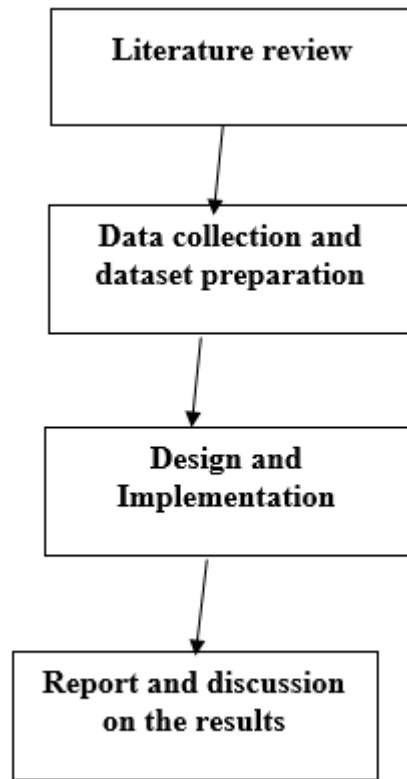 Literature review
Data collection and
dataset preparation
Design and
Implementation
Report and discussion
on the results